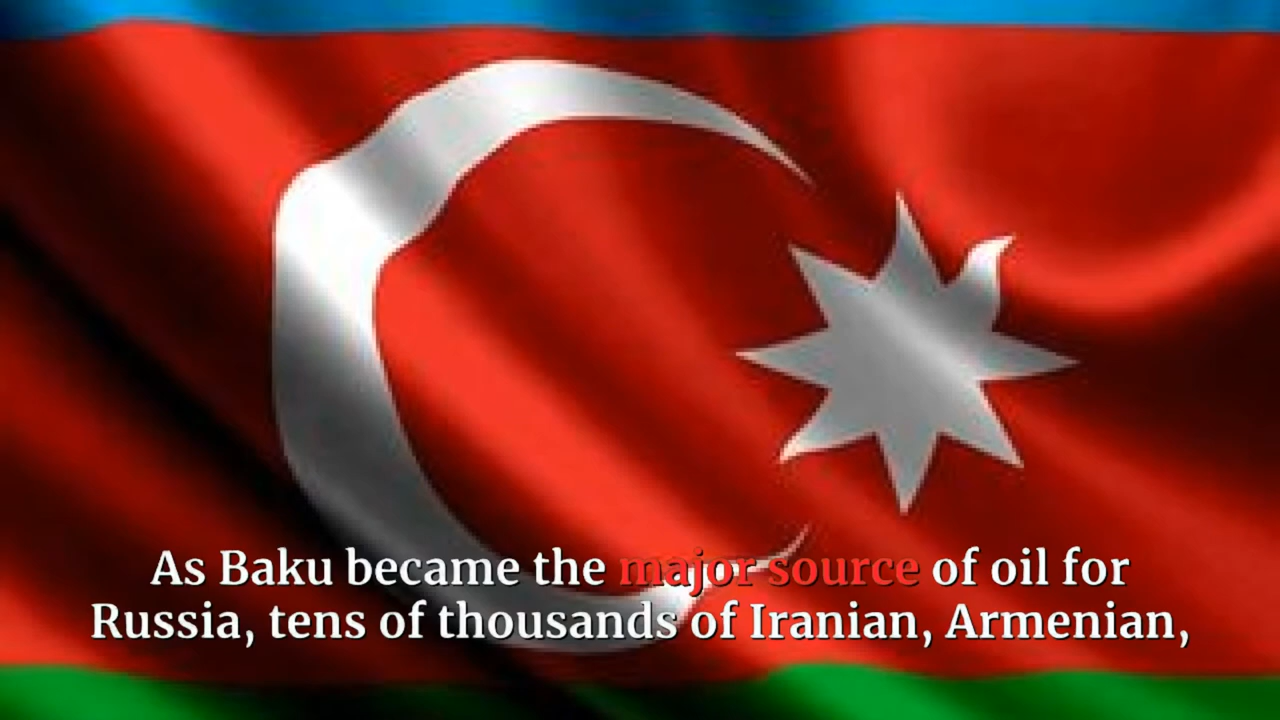 As Baku became the major source of oil for
Russia, tens of thousands of Iranian, Armenian,